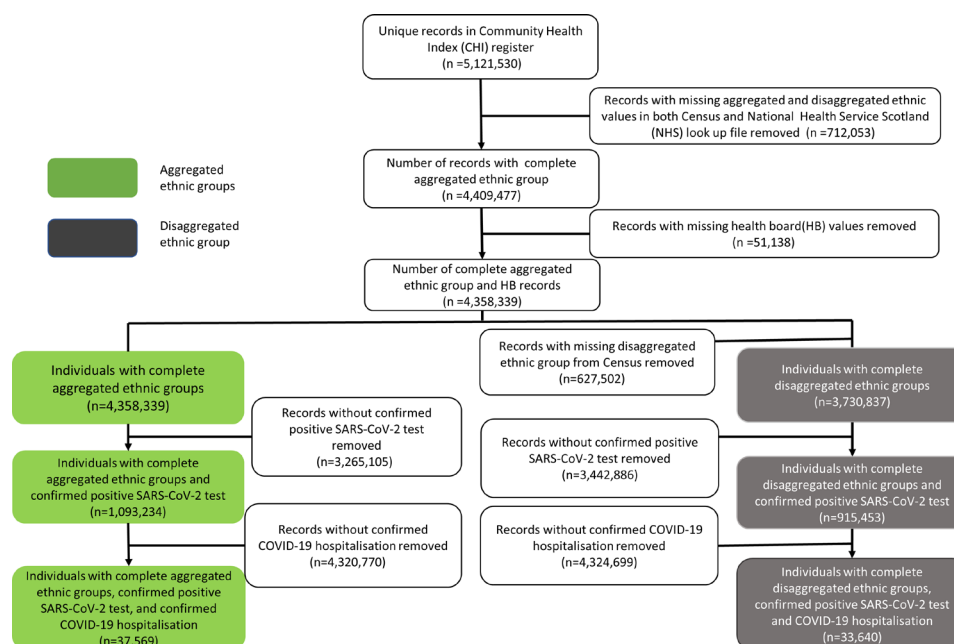 Unique records in Community Health
Index (CHI) register
(n =5,121,530)
Records with missing aggregated and disaggregated ethnic
values in both Census and National Health Service Scotland
(NHS) look up file removed (n =712,053)
Aggregated
ethnic groups
Number of records with complete
aggregated ethnic group
(n =4,409,477)
Disaggregated
ethnic group
Records with missing health board(HB) values removed
(n =51,138)
Number of complete aggregated
ethnic group and HB records
(n =4,358,339)
Records with missing disaggregated
ethnic group from Census removed
(n=627,502)
Individuals with complete
aggregated ethnic groups
(n=4,358,339)
Individuals with complete
disaggregated ethnic groups
(n=3,730,837)
Records without confirmed
positive SARS-CoV-2 test
removed
(n=3,265,105)
Records without confirmed positive
SARS-CoV-2 test removed
(n=3,442,886)
Individuals with complete
aggregated ethnic groups and
confirmed positive SARS-CoV-2 test
(n=1,093,234)
Individuals with complete
disaggregated ethnic groups and
confirmed positive SARS-CoV-2 test
(n=915,453)
Records without confirmed
COVID-19 hospitalisation removed
(n=4,320,770)
Records without confirmed COVID-19
hospitalisation removed
(n=4,324,699)
Individuals with complete aggregated
ethnic groups, confirmed positive
SARS-CoV-2 test, and confirmed
COVID-19 hospitalisation
(n=37,569)
Individuals with complete
disaggregated ethnic groups,
confirmed positive SARS-CoV-2 test
and COVID-19 hospitalisation
(n=33,640)